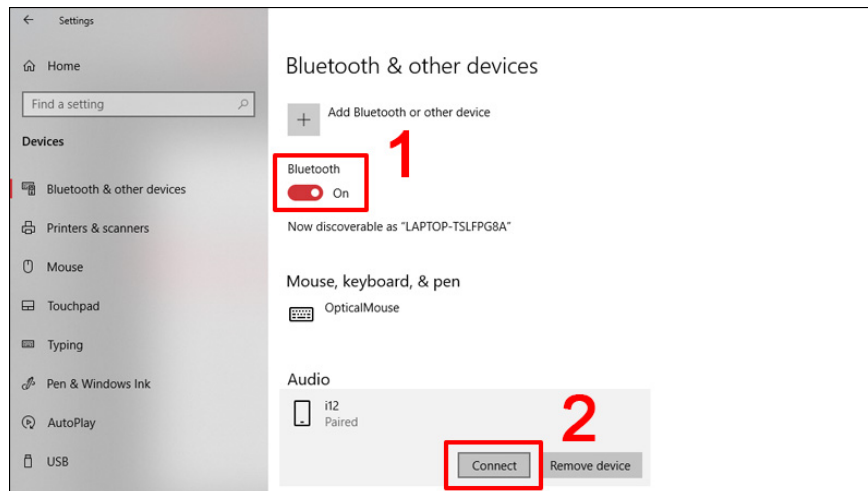 Settings
Home
Find a setting
Devices
Bluetooth & other devices
Printers & scanners
Mouse
Touchpad
Typing
Pen & Windows Ink
AutoPlay
USB
Bluetooth & other devices
Add Bluetooth or other device
1
Bluetooth
On
Now discoverable as "LAPTOP-TSLFPG8A"
Mouse, keyboard, & pen
OpticalMouse
Audio
i12
Paired
2
Connect
Remove device